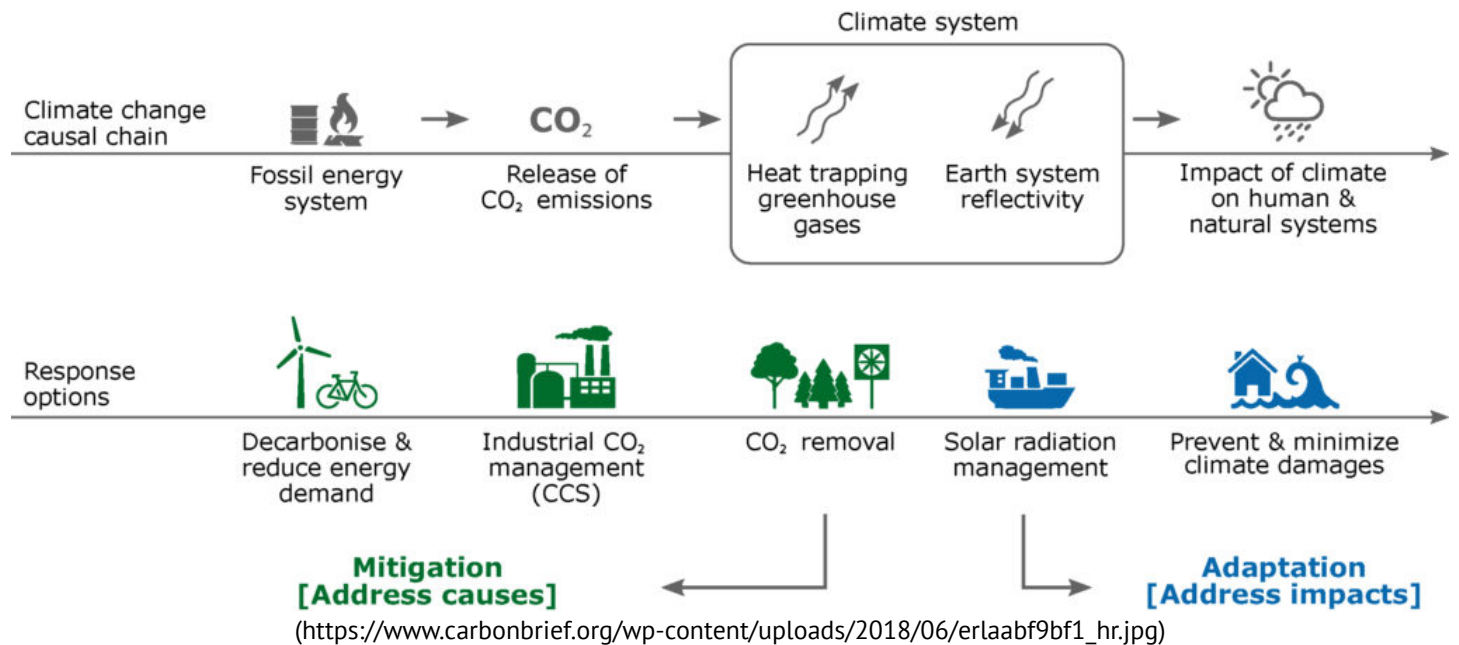 Climate system
Climate change
causal chain
CO₂
Fossil energy
system
Release of
CO₂ emissions
Heat trapping
greenhouse
gases
Earth system
reflectivity
Impact of climate
on human &
natural systems
Response
options
Decarbonise &
reduce energy
demand
Industrial CO₂
management
(CCS)
CO₂ removal
Solar radiation
management
Prevent & minimize
climate damages
Mitigation
[Address causes]
Adaptation
[Address impacts]
(https://www.carbonbrief.org/wp-content/uploads/2018/06/erlaabf9bf1_hr.jpg)